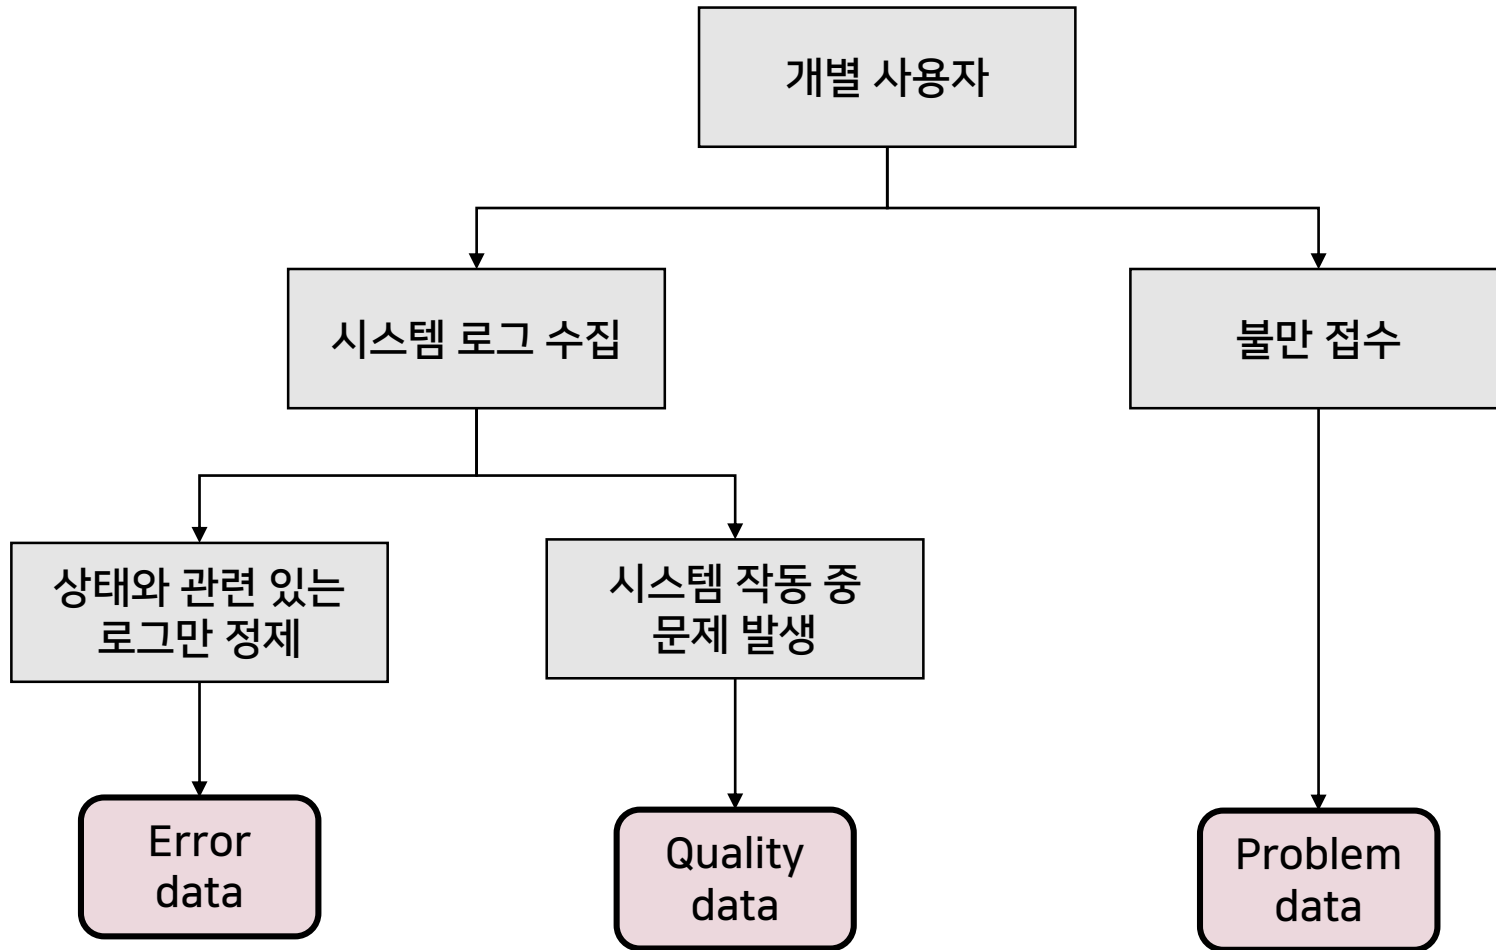 개별 사용자
시스템 로그 수집
불만 접수
상태와 관련 있는
로그만 정제
시스템 작동 중
문제 발생
Error
data
Quality
data
Problem
data